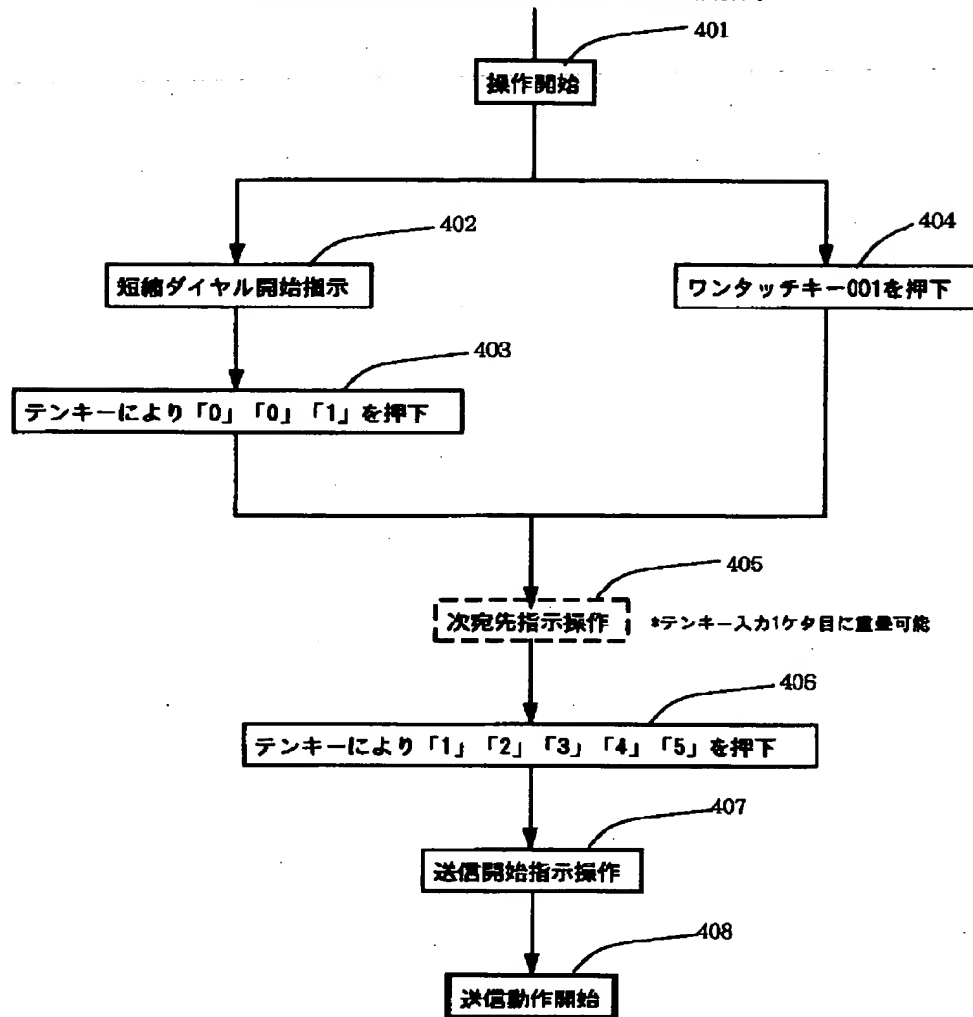 401
操作開始
402
短縮ダイヤル開始指示
404
ワンタッチキー001を押下
403
テンキーにより「0」「0」「1」を押下
405
次宛先指示操作
*テンキー入力1ケタ目に重畳可能
406
テンキーにより「1」「2」「3」「4」「5」を押下
407
送信開始指示操作
408
送信動作開始